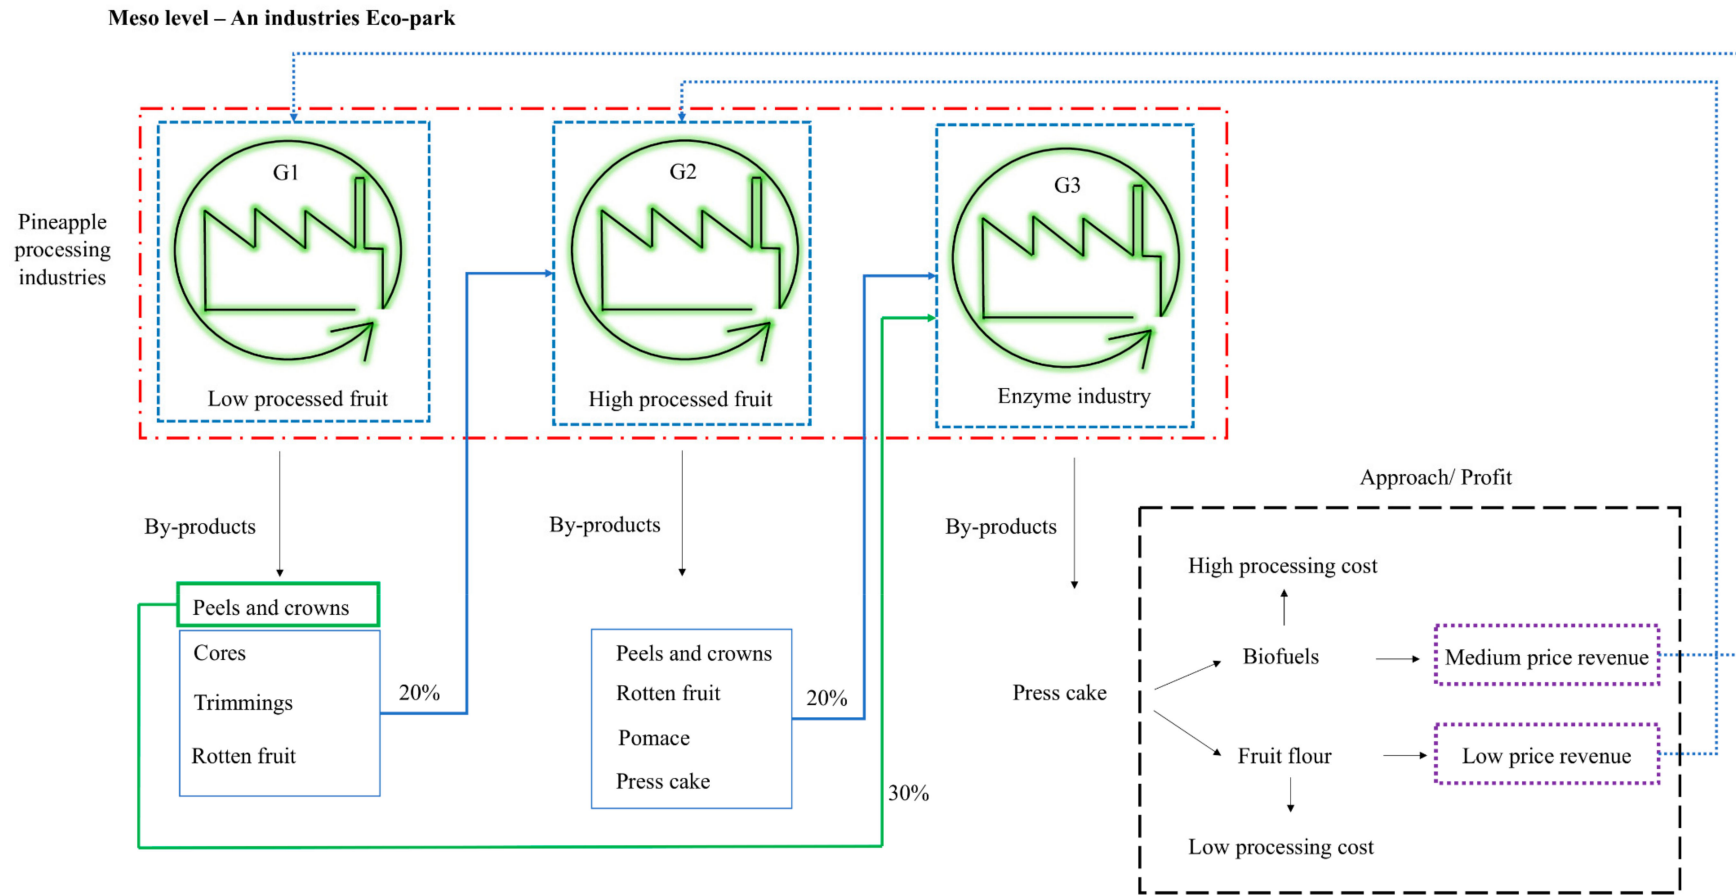 Meso level – An industries Eco-park
Pineapple
processing
industries
G1
Low processed fruit
G2
High processed fruit
G3
Enzyme industry
By-products
Peels and crowns
Cores
Trimmings
Rotten fruit
20%
By-products
Peels and crowns
Rotten fruit
Pomace
Press cake
20%
30%
By-products
Press cake
Approach/ Profit
High processing cost
Biofuels
Medium price revenue
Fruit flour
Low price revenue
Low processing cost